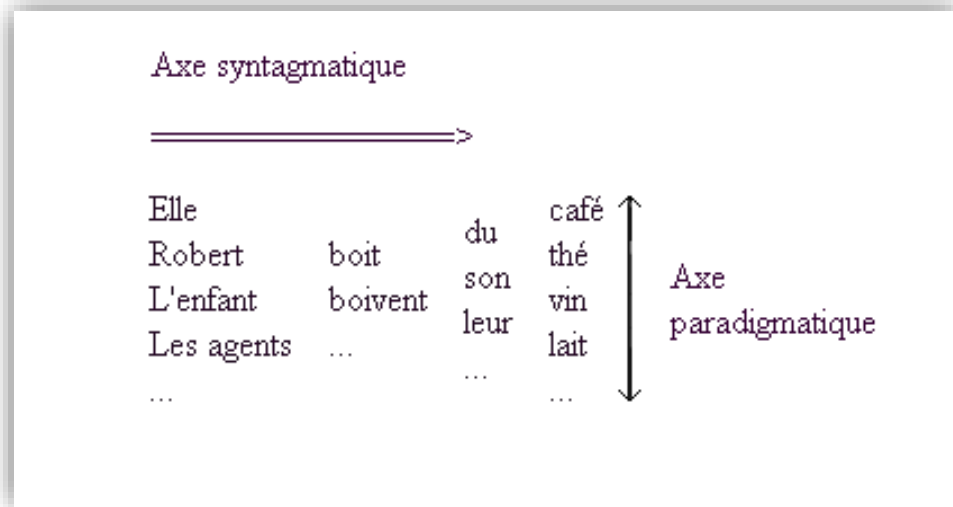 Axe syntagmatique
Elle
Robert
L'enfant
Les agents
...
boit
boivent
...
du
son
leur
...
café
thé
vin
lait
...
Axe
paradigmatique